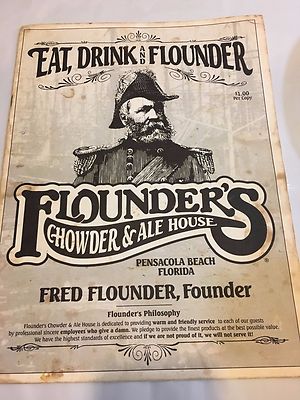 EAT, DRINK AND FLOUNDER
$1.00
Per Copy
FLOUNDER'S
CHOWDER & ALE HOUSE
®
PENSACOLA BEACH
FLORIDA
FRED FLOUNDER, Founder
Flounder's Philosophy
Flounder's Chowder & Ale House is dedicated to providing warm and friendly service to each of our guests
by professional sincere employees who give a damn. We pledge to provide the finest products at the best possible value.
We have the highest standards of excellence and if we are not proud of it, we will not serve it!